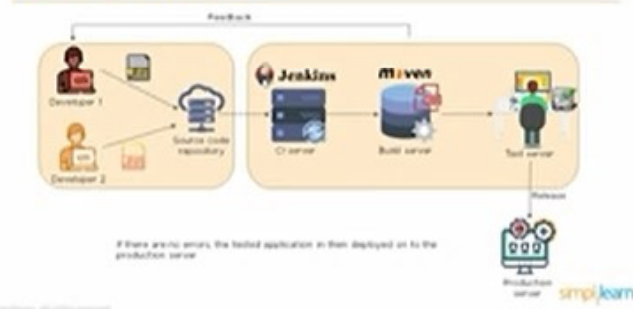 Feedback
Jenkins
Maven
Developer 1
Source code
repository
CI server
Build server
Test server
Developer 2
Release
If there are no errors, the tested application in then deployed on to the
production server
Production
server
simplilearn